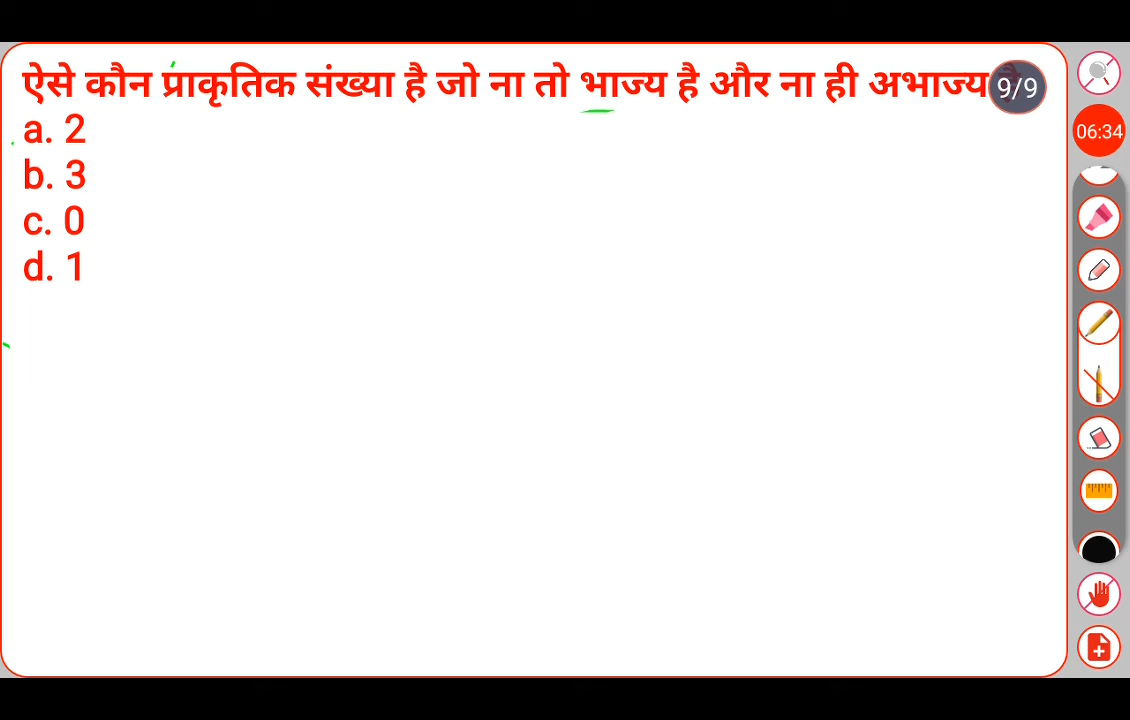 ऐसे कौन प्राकृतिक संख्या है जो ना तो भाज्य है और ना ही अभाज्य
9/9
a. 2
06:34
b. 3
c. 0
d. 1